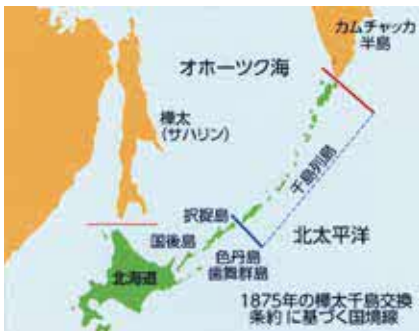 カムチャッカ
半島
オホーツク海
樺太
(サハリン)
千島列島
択捉島
国後島
北太平洋
色丹島
歯舞群島
北海道
1875年の樺太千島交換
条約に基づく国境線